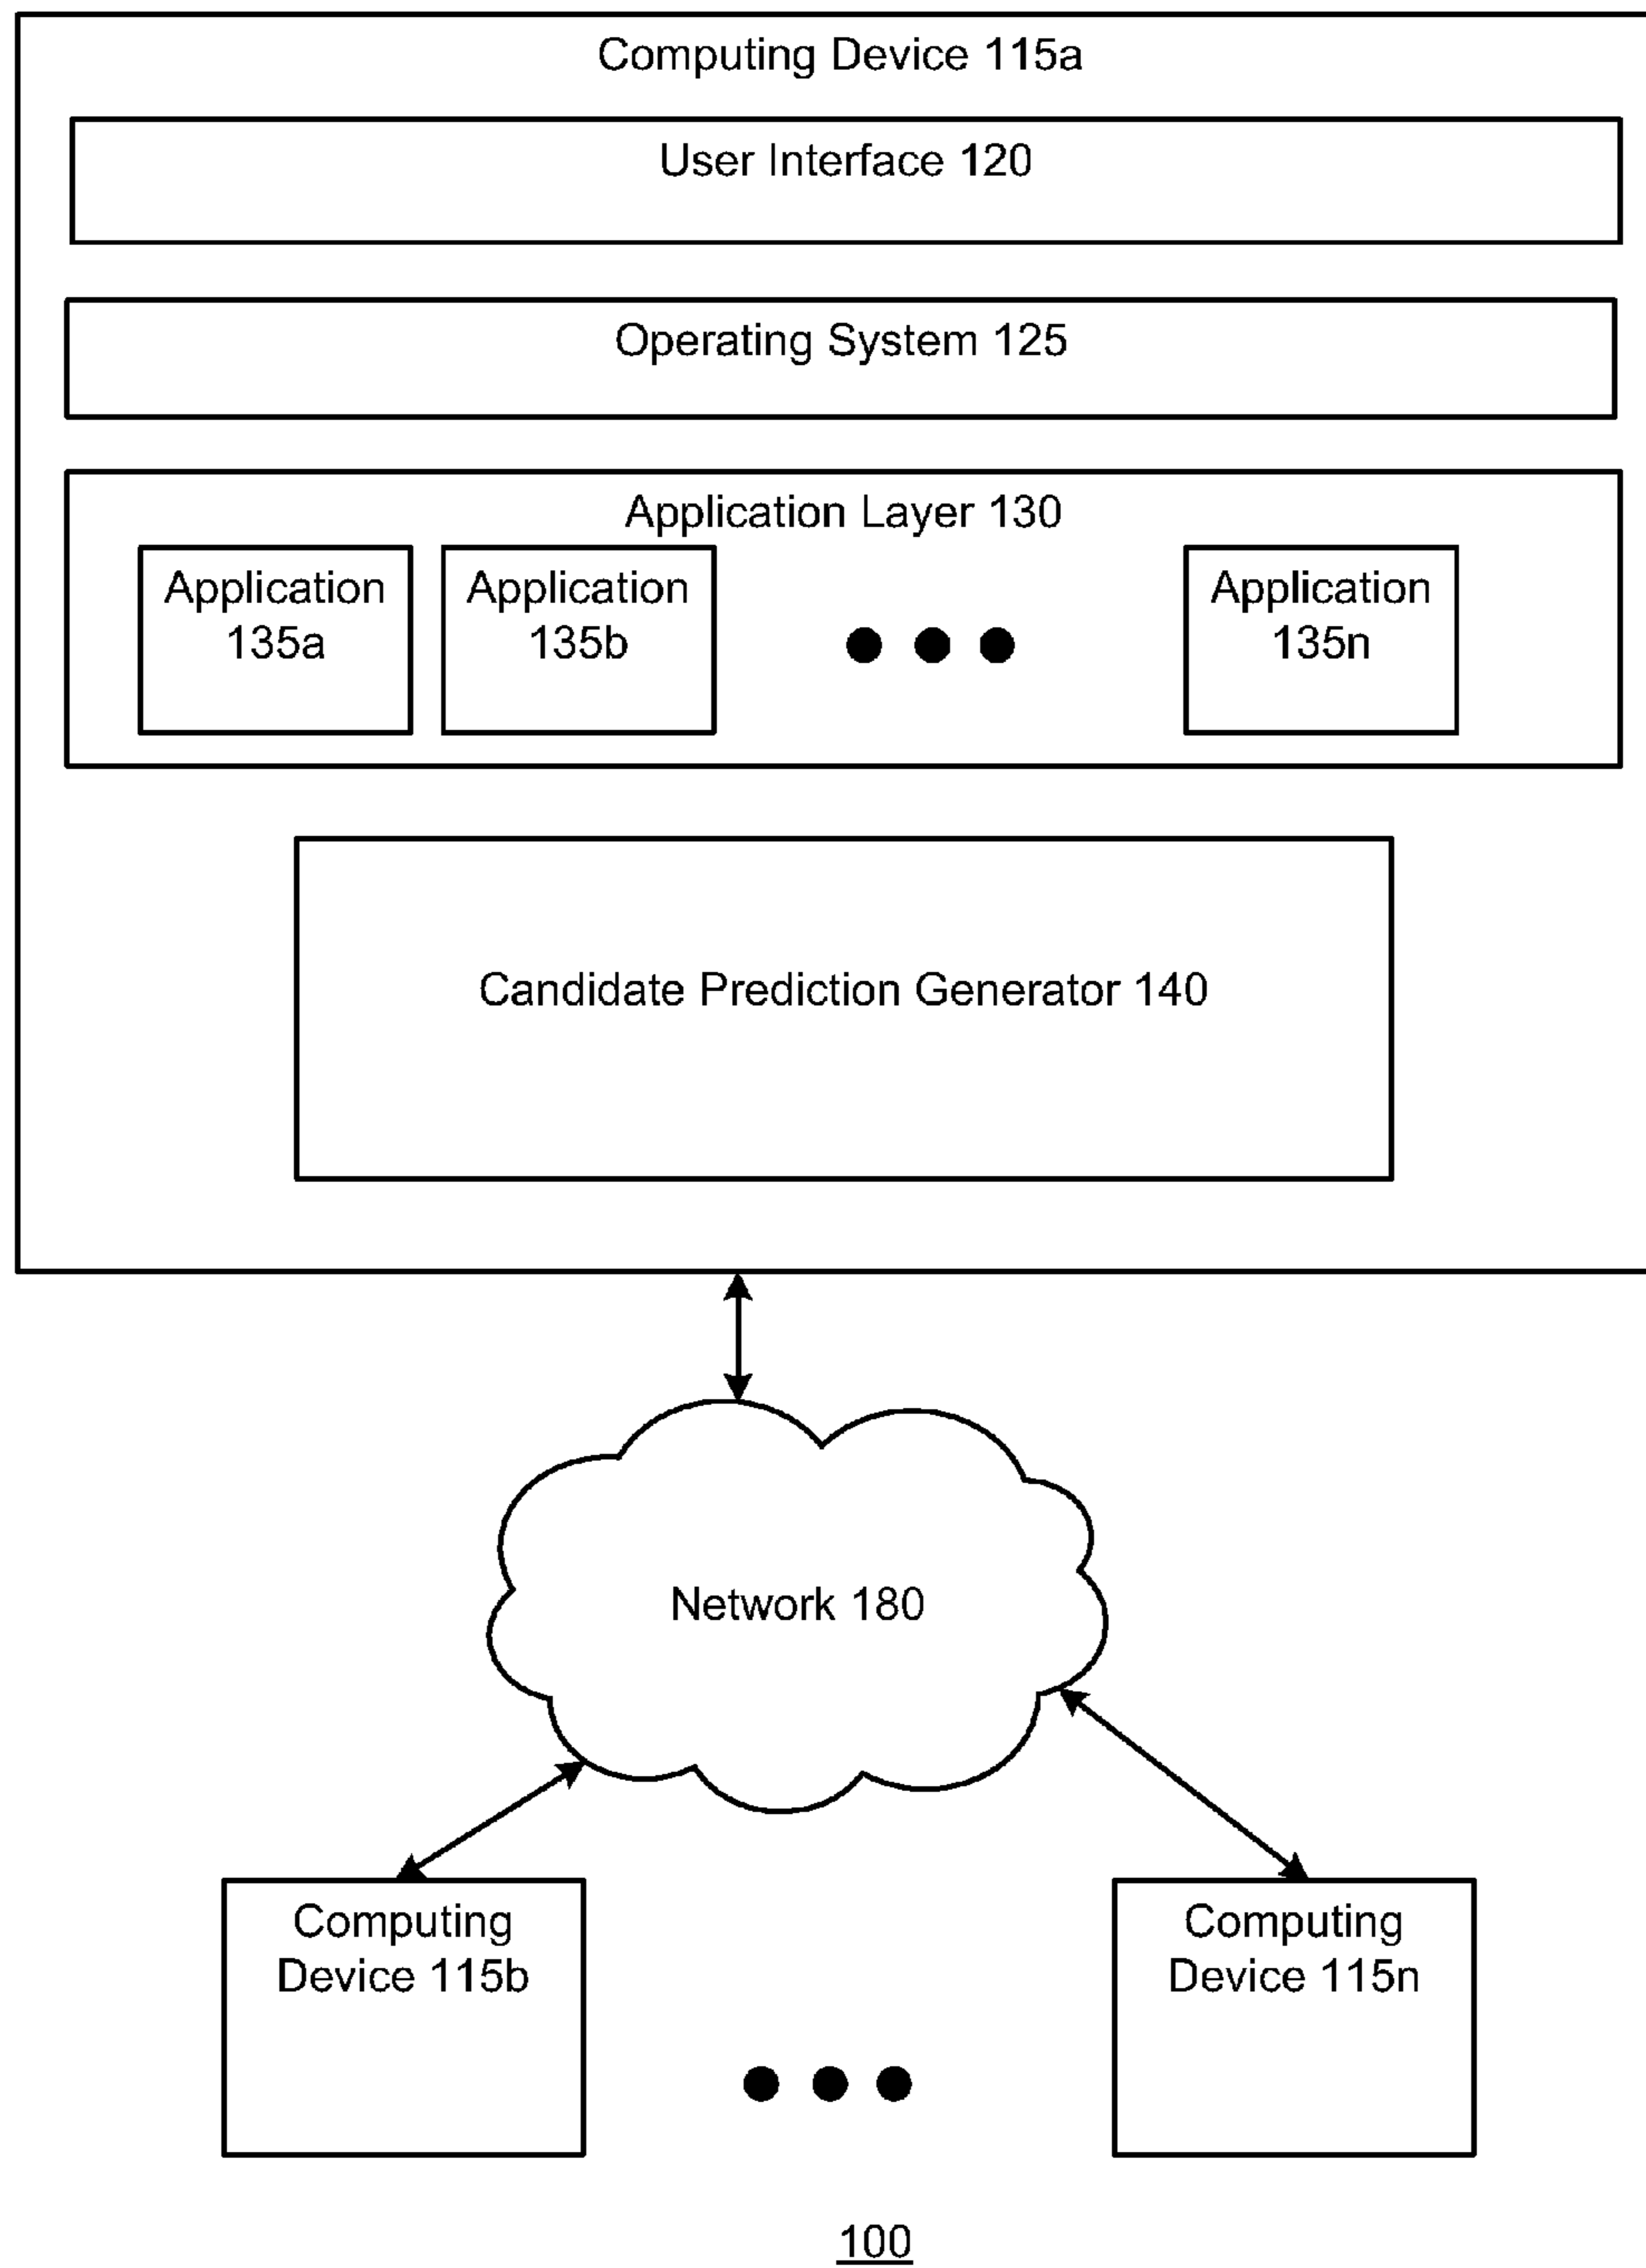 Computing Device 115a
User Interface 120
Operating System 125
Application Layer 130
Application
135a
Application
135b
Application
135n
Candidate Prediction Generator 140
Network 180
Computing
Device 115b
Computing
Device 115n
100